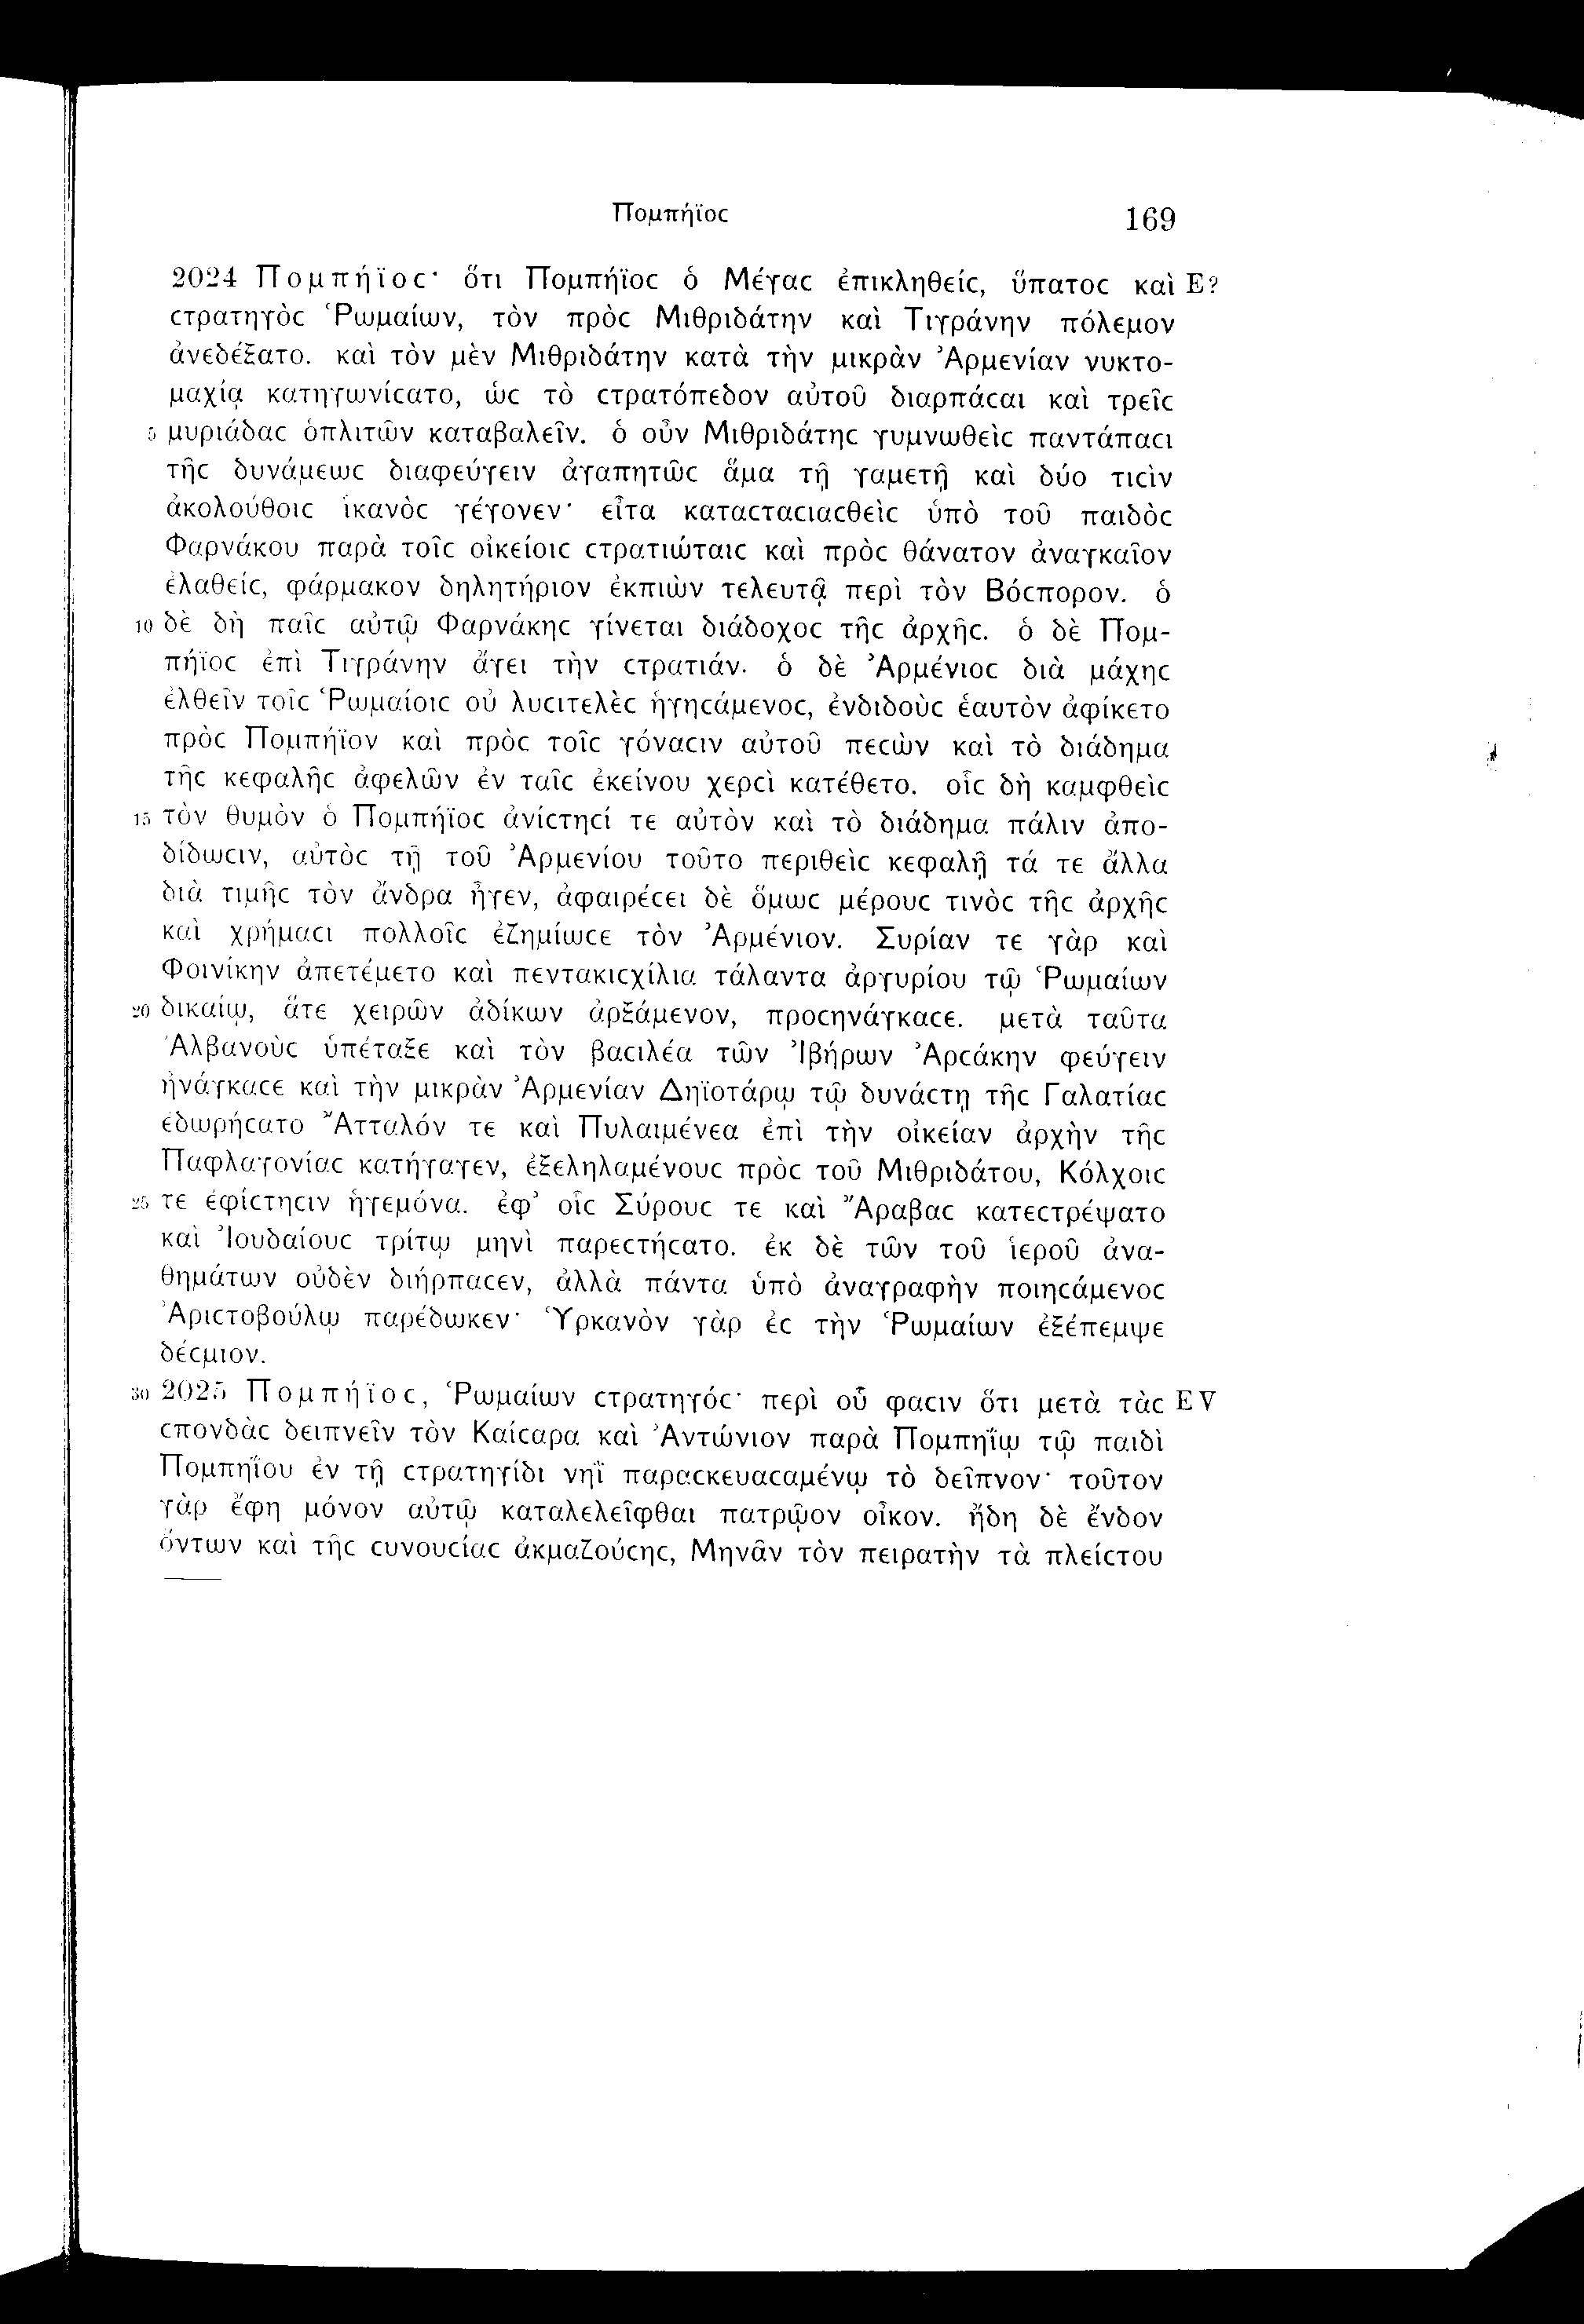 Πομπήϊοϲ 169
2024 Πομπήϊοϲ· ὅτι Πομπήϊοϲ ὁ Μέγαϲ ἐπικληθείϲ, ὕπατοϲ καὶ E?
ϲτρατηγὸϲ Ῥωμαίων, τὸν πρὸϲ Μιθριδάτην καὶ Τιγράνην πόλεμον
ἀνεδέξατο. καὶ τὸν μὲν Μιθριδάτην κατὰ τὴν μικρὰν Ἀρμενίαν νυκτο-
μαχίᾳ κατηγωνίϲατο, ὡϲ τὸ ϲτρατόπεδον αὐτοῦ διαρπάϲαι καὶ τρεῖϲ
5 μυριάδαϲ ὁπλιτῶν καταβαλεῖν. ὁ οὖν Μιθριδάτηϲ γυμνωθεὶϲ παντάπαϲι
τῆϲ δυνάμεωϲ διαφεύγειν ἀγαπητῶϲ ἅμα τῇ γαμετῇ καὶ δύο τιϲὶν
ἀκολούθοιϲ ἱκανὸϲ γέγονεν· εἶτα καταϲταϲιαϲθεὶϲ ὑπὸ τοῦ παιδὸϲ
Φαρνάκου παρὰ τοῖϲ οἰκείοιϲ ϲτρατιώταιϲ καὶ πρὸϲ θάνατον ἀναγκαῖον
ἐλαθείϲ, φάρμακον δηλητήριον ἐκπιὼν τελευτᾷ περὶ τὸν Βόϲπορον. ὁ
10 δὲ δὴ παῖϲ αὐτῷ Φαρνάκηϲ γίνεται διάδοχοϲ τῆϲ ἀρχῆϲ. ὁ δὲ Πομ-
πήϊοϲ ἐπὶ Τιγράνην ἄγει τὴν ϲτρατιάν. ὁ δὲ Ἀρμένιοϲ διὰ μάχηϲ
ἐλθεῖν τοῖϲ Ῥωμαίοιϲ οὐ λυϲιτελὲϲ ἡγηϲάμενοϲ, ἐνδιδοὺϲ ἑαυτὸν ἀφίκετο
πρὸϲ Πομπήϊον καὶ πρὸϲ τοῖϲ γόναϲιν αὐτοῦ πεϲὼν καὶ τὸ διάδημα
τῆϲ κεφαλῆϲ ἀφελὼν ἐν ταῖϲ ἐκείνου χερϲὶ κατέθετο. οἷϲ δὴ καμφθεὶϲ
15 τὸν θυμὸν ὁ Πομπήϊοϲ ἀνίϲτηϲί τε αὐτὸν καὶ τὸ διάδημα πάλιν ἀπο-
δίδωϲιν, αὐτὸϲ τῇ τοῦ Ἀρμενίου τοῦτο περιθεὶϲ κεφαλῇ τά τε ἄλλα
διὰ τιμῆϲ τὸν ἄνδρα ἦγεν, ἀφαιρέϲει δὲ ὅμωϲ μέρουϲ τινὸϲ τῆϲ ἀρχῆϲ
καὶ χρήμαϲι πολλοῖϲ ἐζημίωϲε τὸν Ἀρμένιον. Συρίαν τε γὰρ καὶ
Φοινίκην ἀπετέμετο καὶ πεντακιϲχίλια τάλαντα ἀργυρίου τῷ Ῥωμαίων
20 δικαίῳ, ἅτε χειρῶν ἀδίκων ἀρξάμενον, προϲηνάγκαϲε. μετὰ ταῦτα
Ἀλβανοὺϲ ὑπέταξε καὶ τὸν βαϲιλέα τῶν Ἰβήρων Ἀρϲάκην φεύγειν
ἠνάγκαϲε καὶ τὴν μικρὰν Ἀρμενίαν Δηϊοτάρῳ τῷ δυνάϲτῃ τῆϲ Γαλατίαϲ
ἐδωρήϲατο Ἄτταλόν τε καὶ Πυλαιμένεα ἐπὶ τὴν οἰκείαν ἀρχὴν τῆϲ
Παφλαγονίαϲ κατήγαγεν, ἐξεληλαμένουϲ πρὸϲ τοῦ Μιθριδάτου, Κόλχοιϲ
25 τε ἐφίϲτηϲιν ἡγεμόνα. ἐφ’ οἷϲ Σύρουϲ τε καὶ Ἄραβαϲ κατεϲτρέψατο
καὶ Ἰουδαίουϲ τρίτῳ μηνὶ παρεϲτήϲατο. ἐκ δὲ τῶν τοῦ ἱεροῦ ἀνα-
θημάτων οὐδὲν διήρπαϲεν, ἀλλὰ πάντα ὑπὸ ἀναγραφὴν ποιηϲάμενοϲ
Ἀριϲτοβούλῳ παρέδωκεν· Ὑρκανὸν γὰρ ἐϲ τὴν Ῥωμαίων ἐξέπεμψε
δέϲμιον.
30 2025 Πομπήϊοϲ, Ῥωμαίων ϲτρατηγόϲ· περὶ οὗ φαϲιν ὅτι μετὰ τὰϲ EV
ϲπονδὰϲ δειπνεῖν τὸν Καίϲαρα καὶ Ἀντώνιον παρὰ Πομπηΐῳ τῷ παιδὶ
Πομπηΐου ἐν τῇ ϲτρατηγίδι νηῒ παραϲκευαϲαμένῳ τὸ δεῖπνον· τοῦτον
γὰρ ἔφη μόνον αὐτῷ καταλελεῖφθαι πατρῷον οἶκον. ἤδη δὲ ἔνδον
ὄντων καὶ τῆϲ ϲυνουϲίαϲ ἀκμαζούϲηϲ, Μηνᾶν τὸν πειρατὴν τὰ πλείϲτου